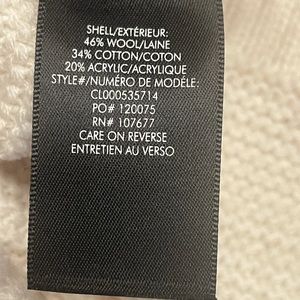 SHELL/EXTÉRIEUR:
46% WOOL/LAINE
34% COTTON/COTON
20% ACRYLIC/ACRYLIQUE
STYLE#/NUMÉRO DE MODÈLE:
CL000535714
PO# 120075
RN# 107677
CARE ON REVERSE
ENTRETIEN AU VERSO